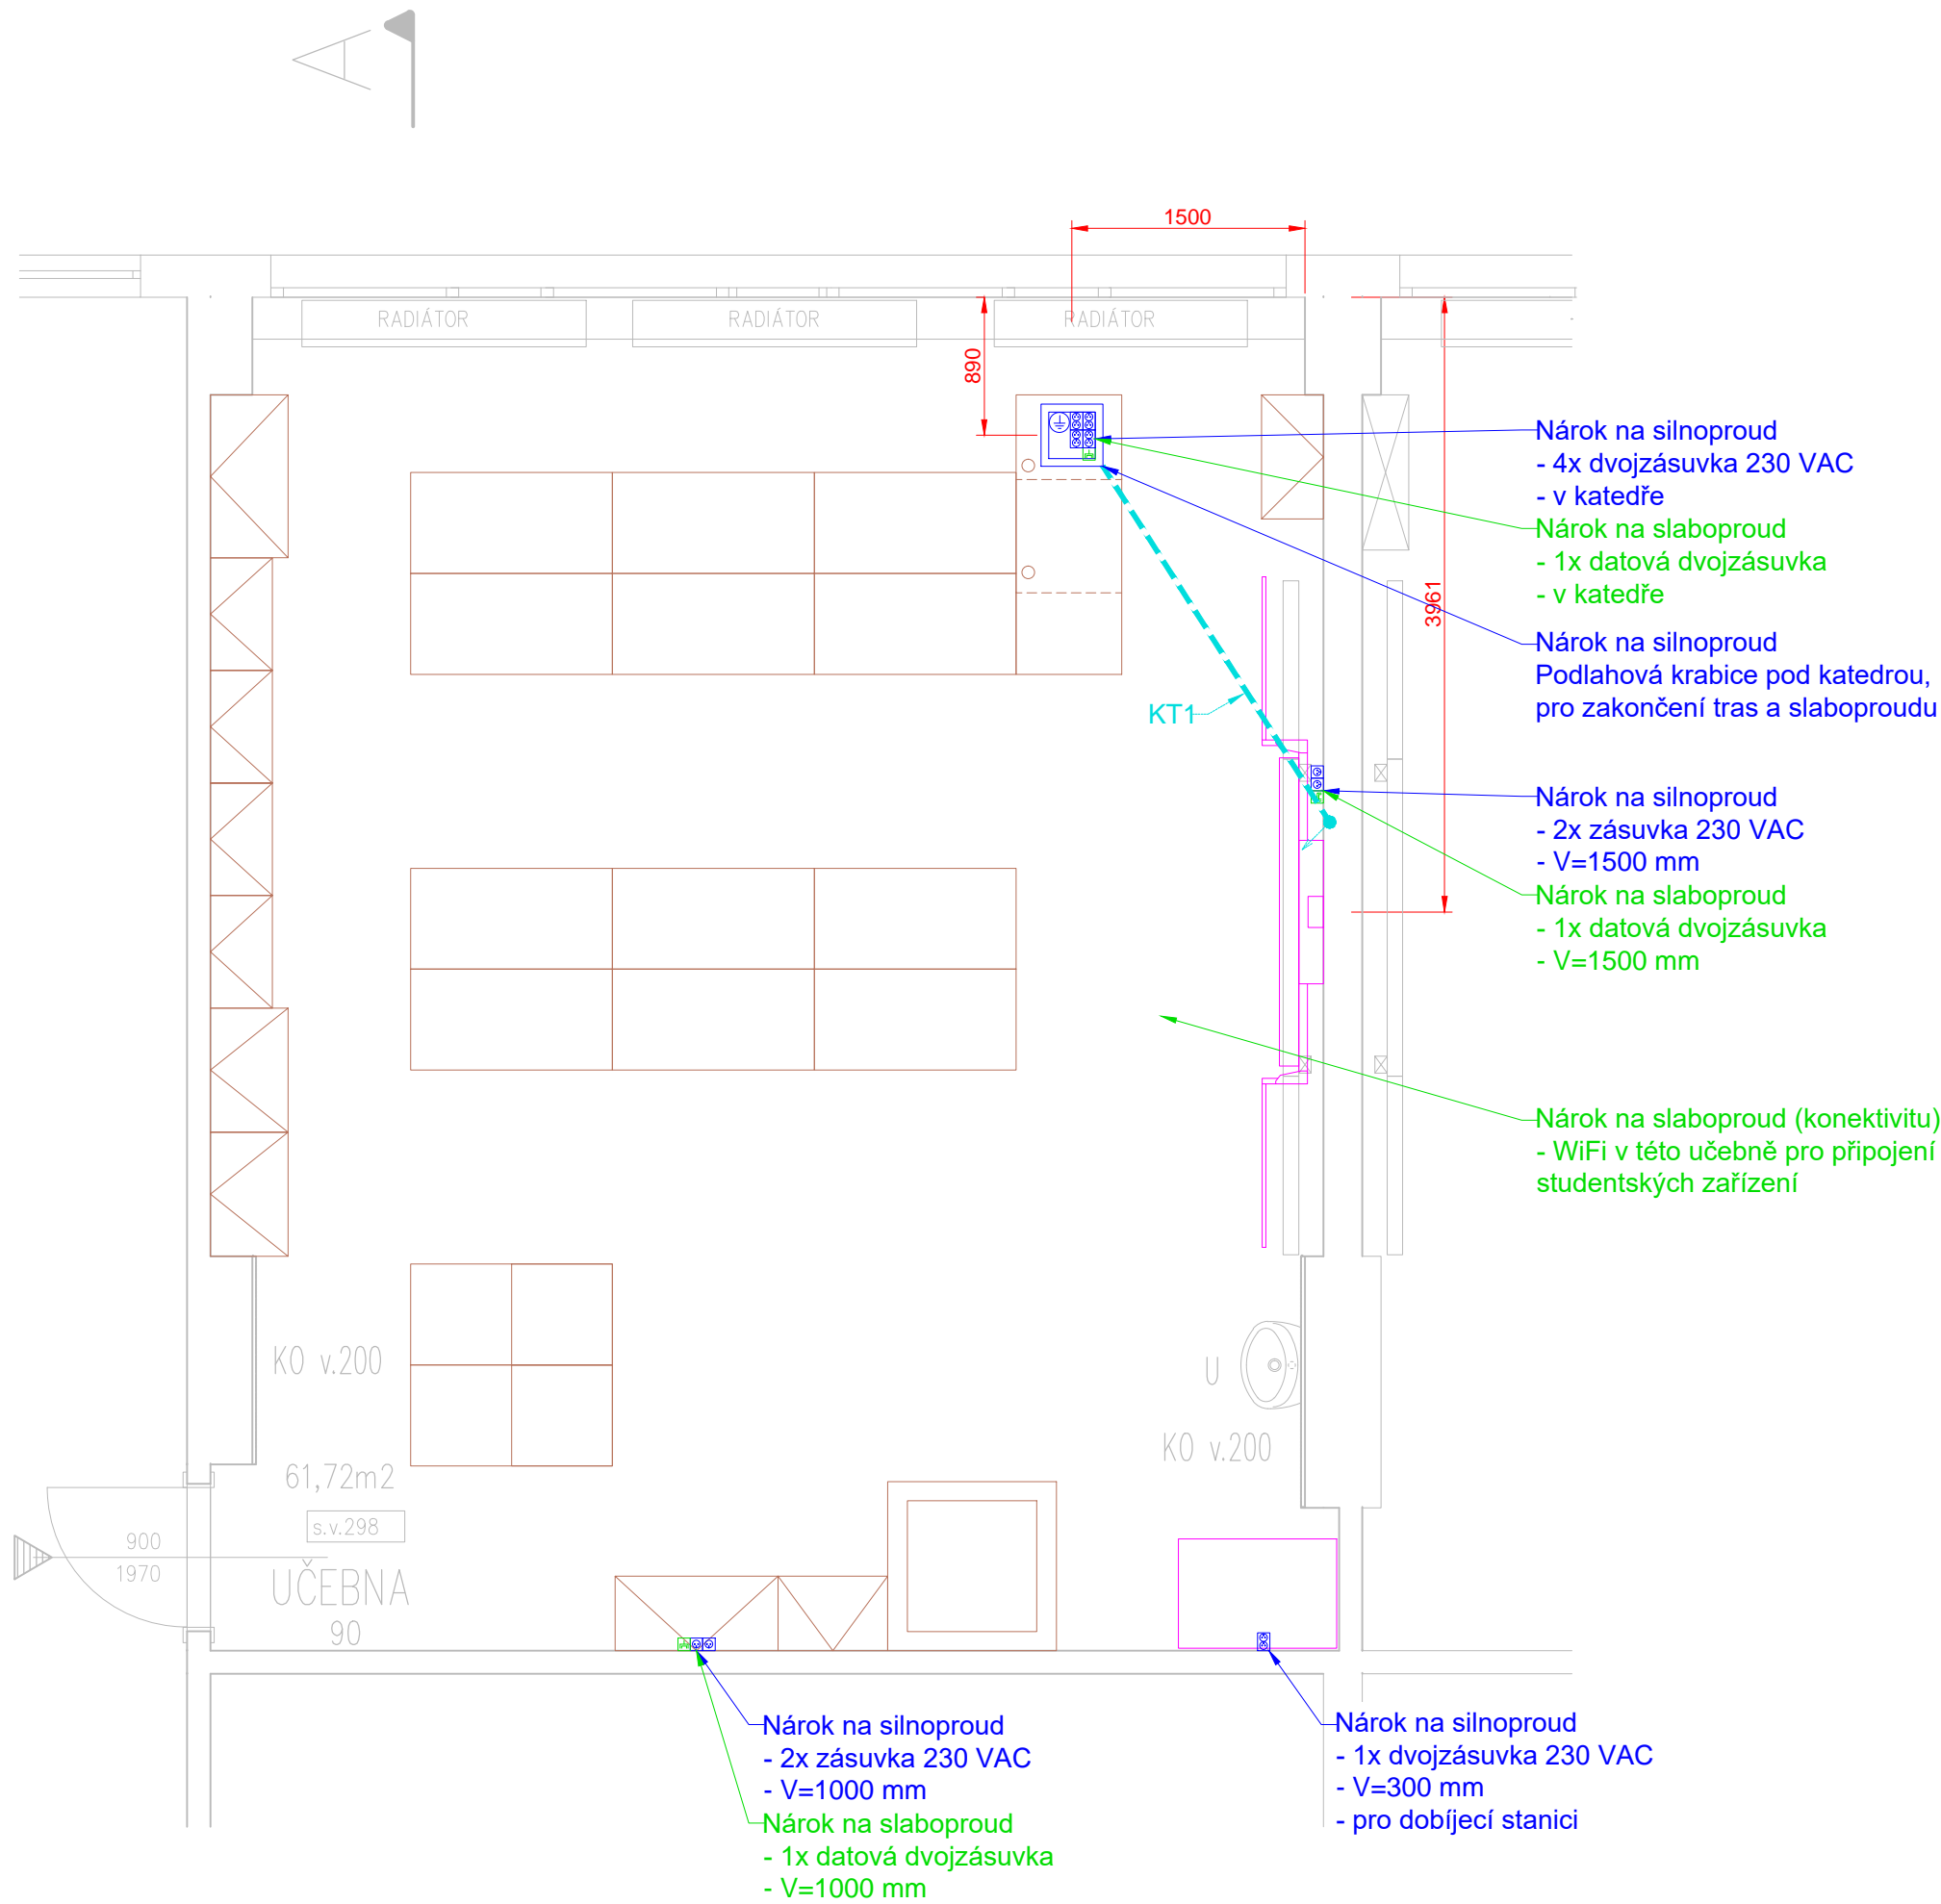 A
1500
RADIÁTOR
RADIÁTOR
RADIÁTOR
890
3961
Nárok na silnoproud
- 4x dvojzásuvka 230 VAC
- v katedře
Nárok na slaboproud
- 1x datová dvojzásuvka
- v katedře
Nárok na silnoproud
Podlahová krabice pod katedrou,
pro zakončení tras a slaboproudu
KT1
Nárok na silnoproud
- 2x zásuvka 230 VAC
- V=1500 mm
Nárok na slaboproud
- 1x datová dvojzásuvka
- V=1500 mm
Nárok na slaboproud (konektivitu)
- WiFi v této učebně pro připojení
studentských zařízení
KO v.200
U
KO v.200
61,72m2
s.v.298
900
1970
UČEBNA
90
Nárok na silnoproud
- 2x zásuvka 230 VAC
- V=1000 mm
Nárok na slaboproud
- 1x datová dvojzásuvka
- V=1000 mm
Nárok na silnoproud
- 1x dvojzásuvka 230 VAC
- V=300 mm
- pro dobíjecí stanici